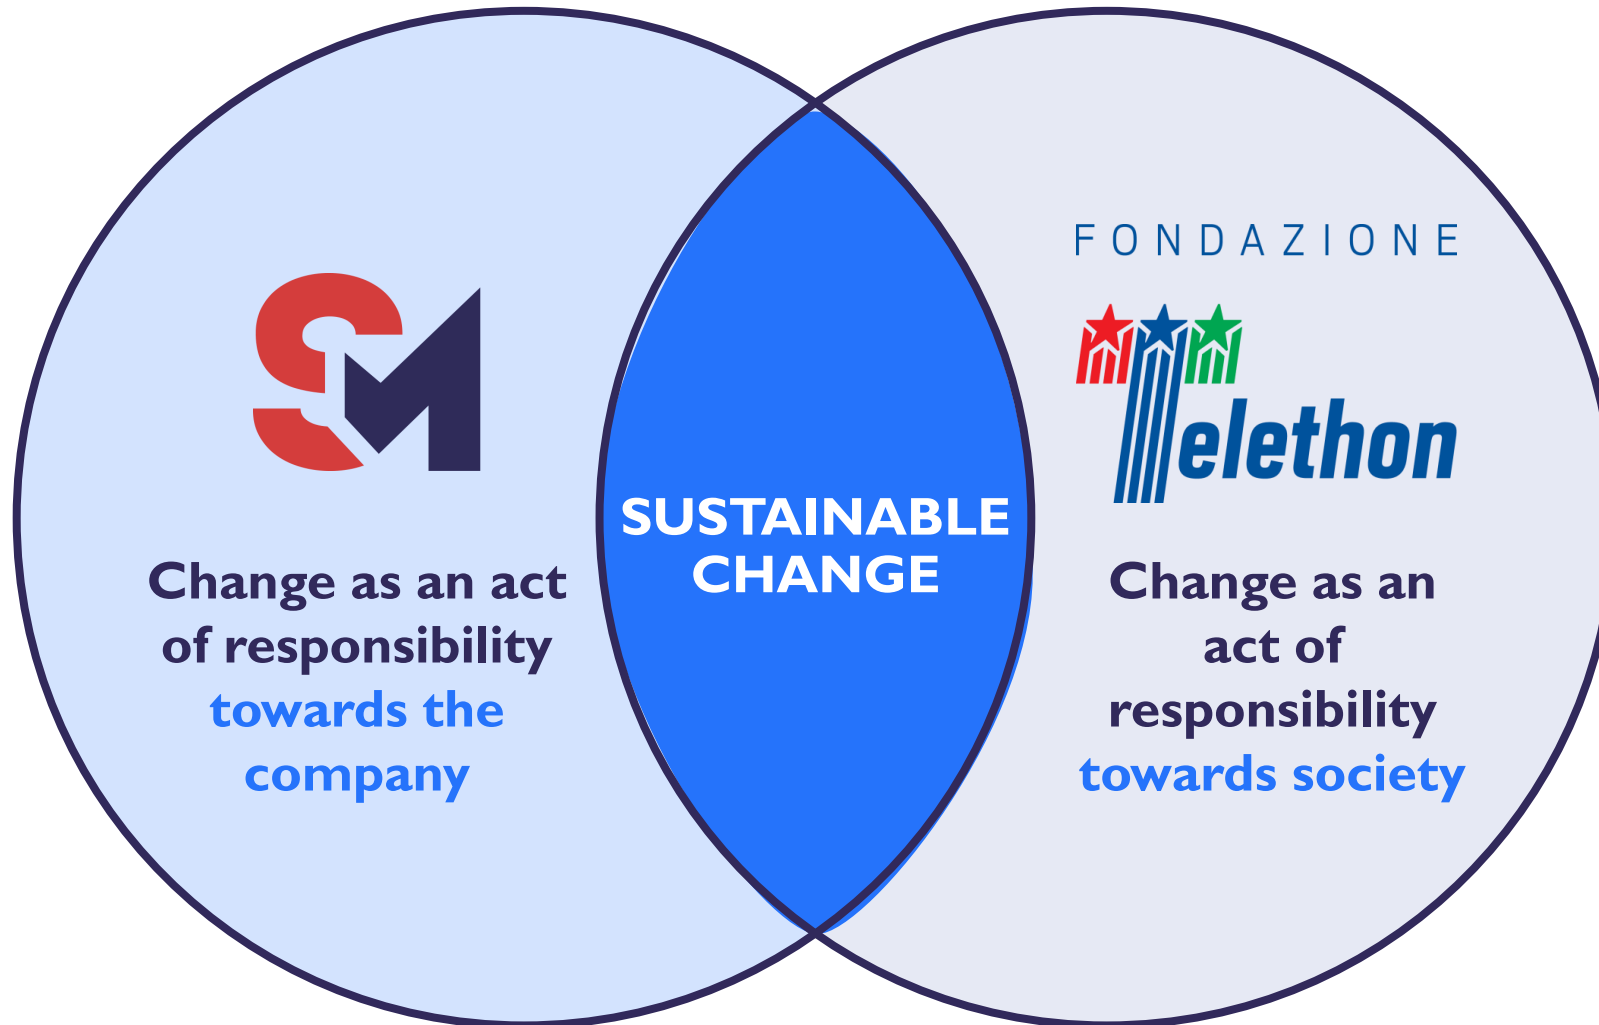 SM
Change as an act
of responsibility
towards the
company
SUSTAINABLE
CHANGE
FONDAZIONE
Telethon
Change as an
act of
responsibility
towards society